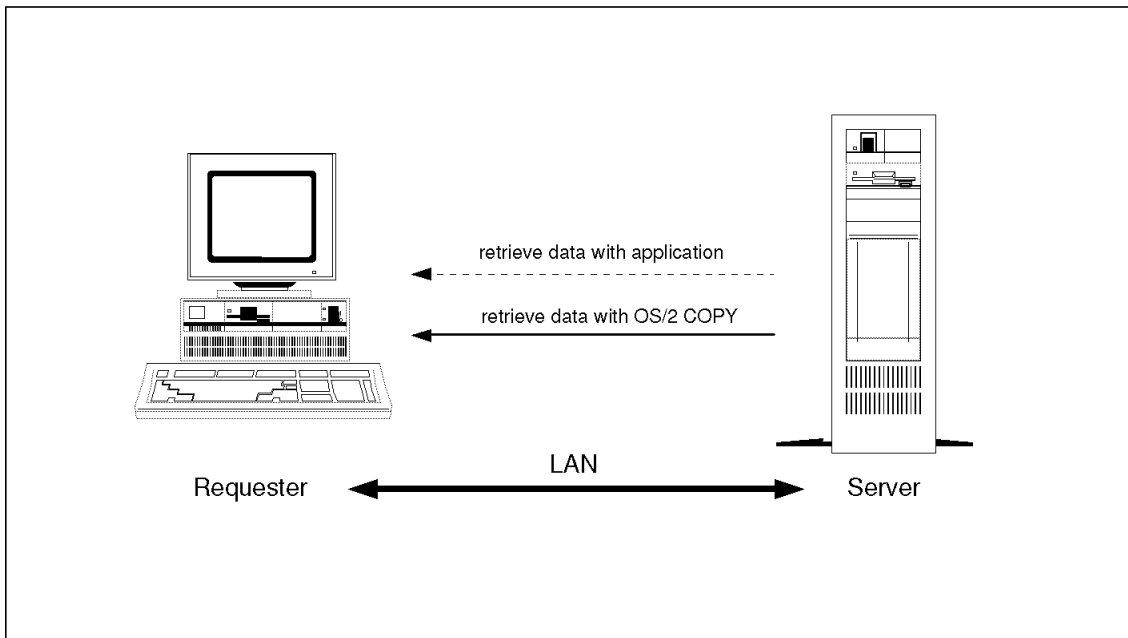 retrieve data with application
retrieve data with OS/2 COPY
LAN
Requester
Server